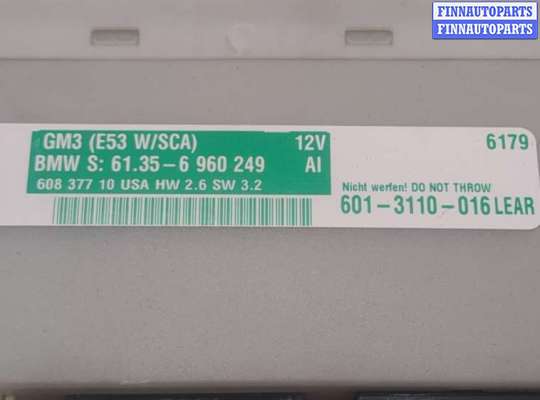 FINNAUTOPARTS
FINNAUTOPARTS
GM3 (E53 W/SCA) 12V
BMW S: 61.35-6 960 249 AI
608 377 10 USA HW 2.6 SW 3.2
6179
Nicht werfen! DO NOT THROW
601-3110-016 LEAR